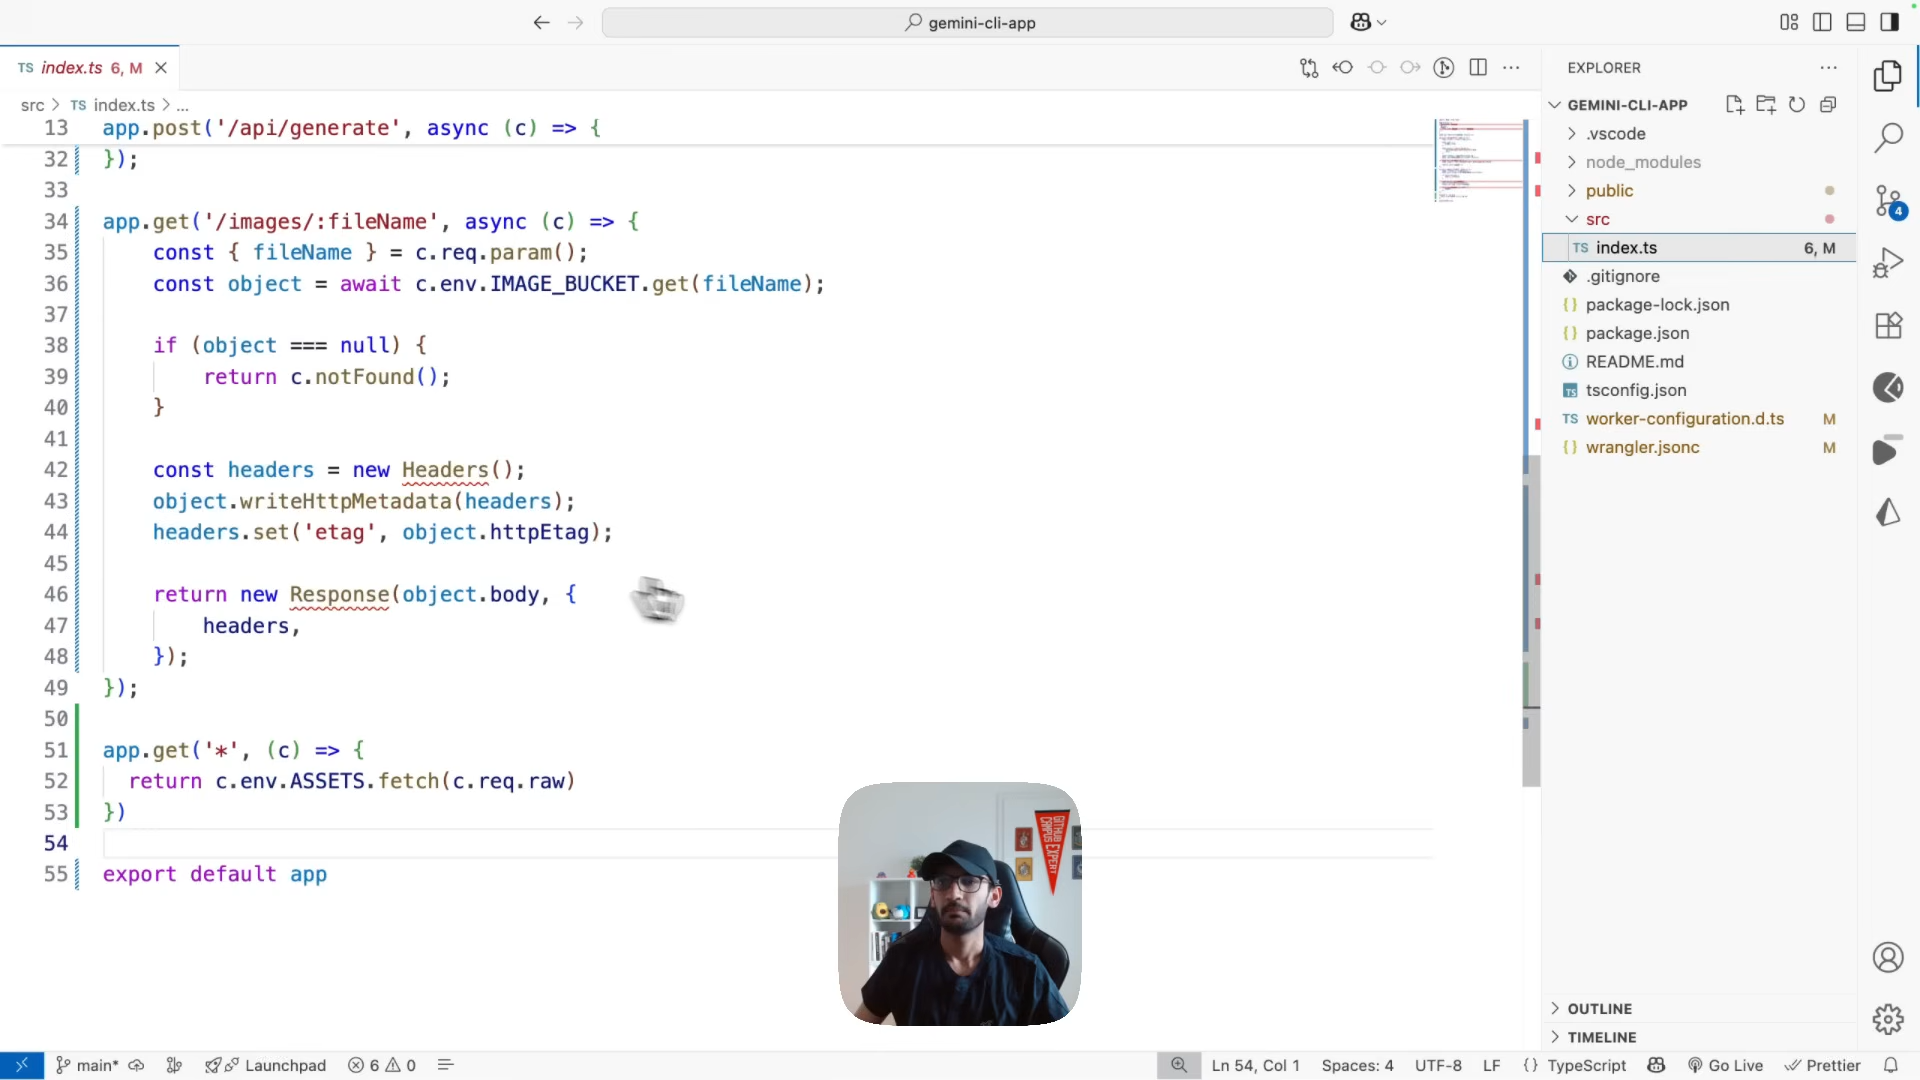 gemini-cli-app
TS index.ts 6, M
src > TS index.ts > ...
13 app.post('/api/generate', async (c) => {
32 });
33
34 app.get('/images/:fileName', async (c) => {
35 const { fileName } = c.req.param();
36 const object = await c.env.IMAGE_BUCKET.get(fileName);
37
38 if (object === null) {
39 return c.notFound();
40 }
41
42 const headers = new Headers();
43 object.writeHttpMetadata(headers);
44 headers.set('etag', object.httpEtag);
45
46 return new Response(object.body, {
47 headers,
48 });
49 });
50
51 app.get('*', (c) => {
52 return c.env.ASSETS.fetch(c.req.raw)
53 })
54
55 export default app
EXPLORER
GEMINI-CLI-APP
.vscode
node_modules
public
src
TS index.ts 6, M
.gitignore
{} package-lock.json
{} package.json
README.md
TS tsconfig.json
TS worker-configuration.d.ts M
{} wrangler.jsonc M
OUTLINE
TIMELINE
4
GITHUB
CAMPUS EXPERT
main* Launchpad 6 0 Ln 54, Col 1 Spaces: 4 UTF-8 LF {} TypeScript Go Live Prettier